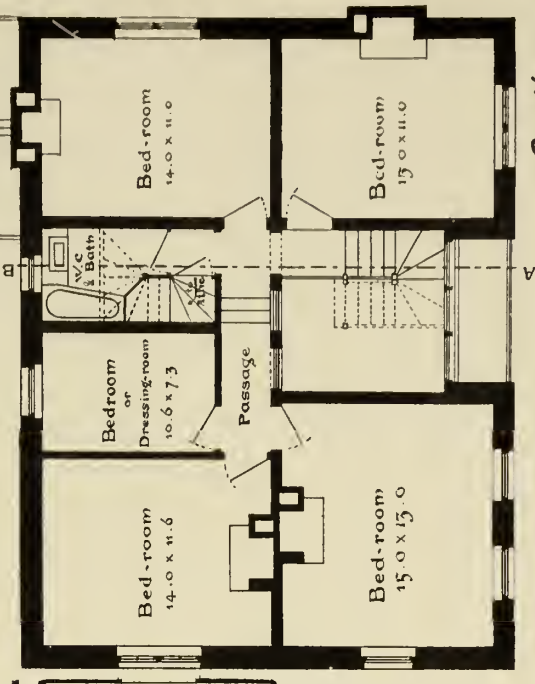 Bed-room
14.0 x 11.0
Bed-room
13.0 x 11.0
W/C
& Bath
B
A
Bedroom
or
Dressing-room
10.6 x 7.3
Passage
Bed-room
14.0 x 11.6
Bed-room
15.0 x 13.0